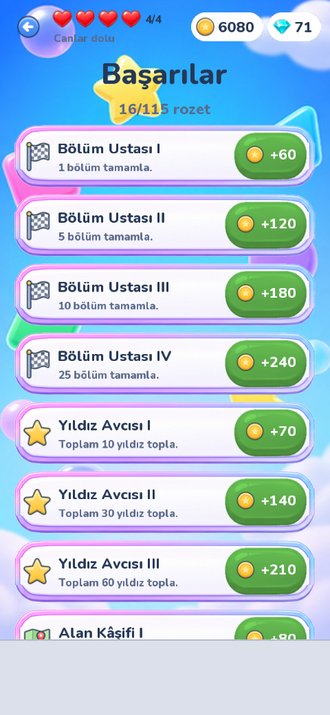 4/4
Canlar dolu
6080
71
Başarılar
16/115 rozet
Bölüm Ustası I
1 bölüm tamamla.
+60
Bölüm Ustası II
5 bölüm tamamla.
+120
Bölüm Ustası III
10 bölüm tamamla.
+180
Bölüm Ustası IV
25 bölüm tamamla.
+240
Yıldız Avcısı I
Toplam 10 yıldız topla.
+70
Yıldız Avcısı II
Toplam 30 yıldız topla.
+140
Yıldız Avcısı III
Toplam 60 yıldız topla.
+210
Alan Kâşifi I
+80